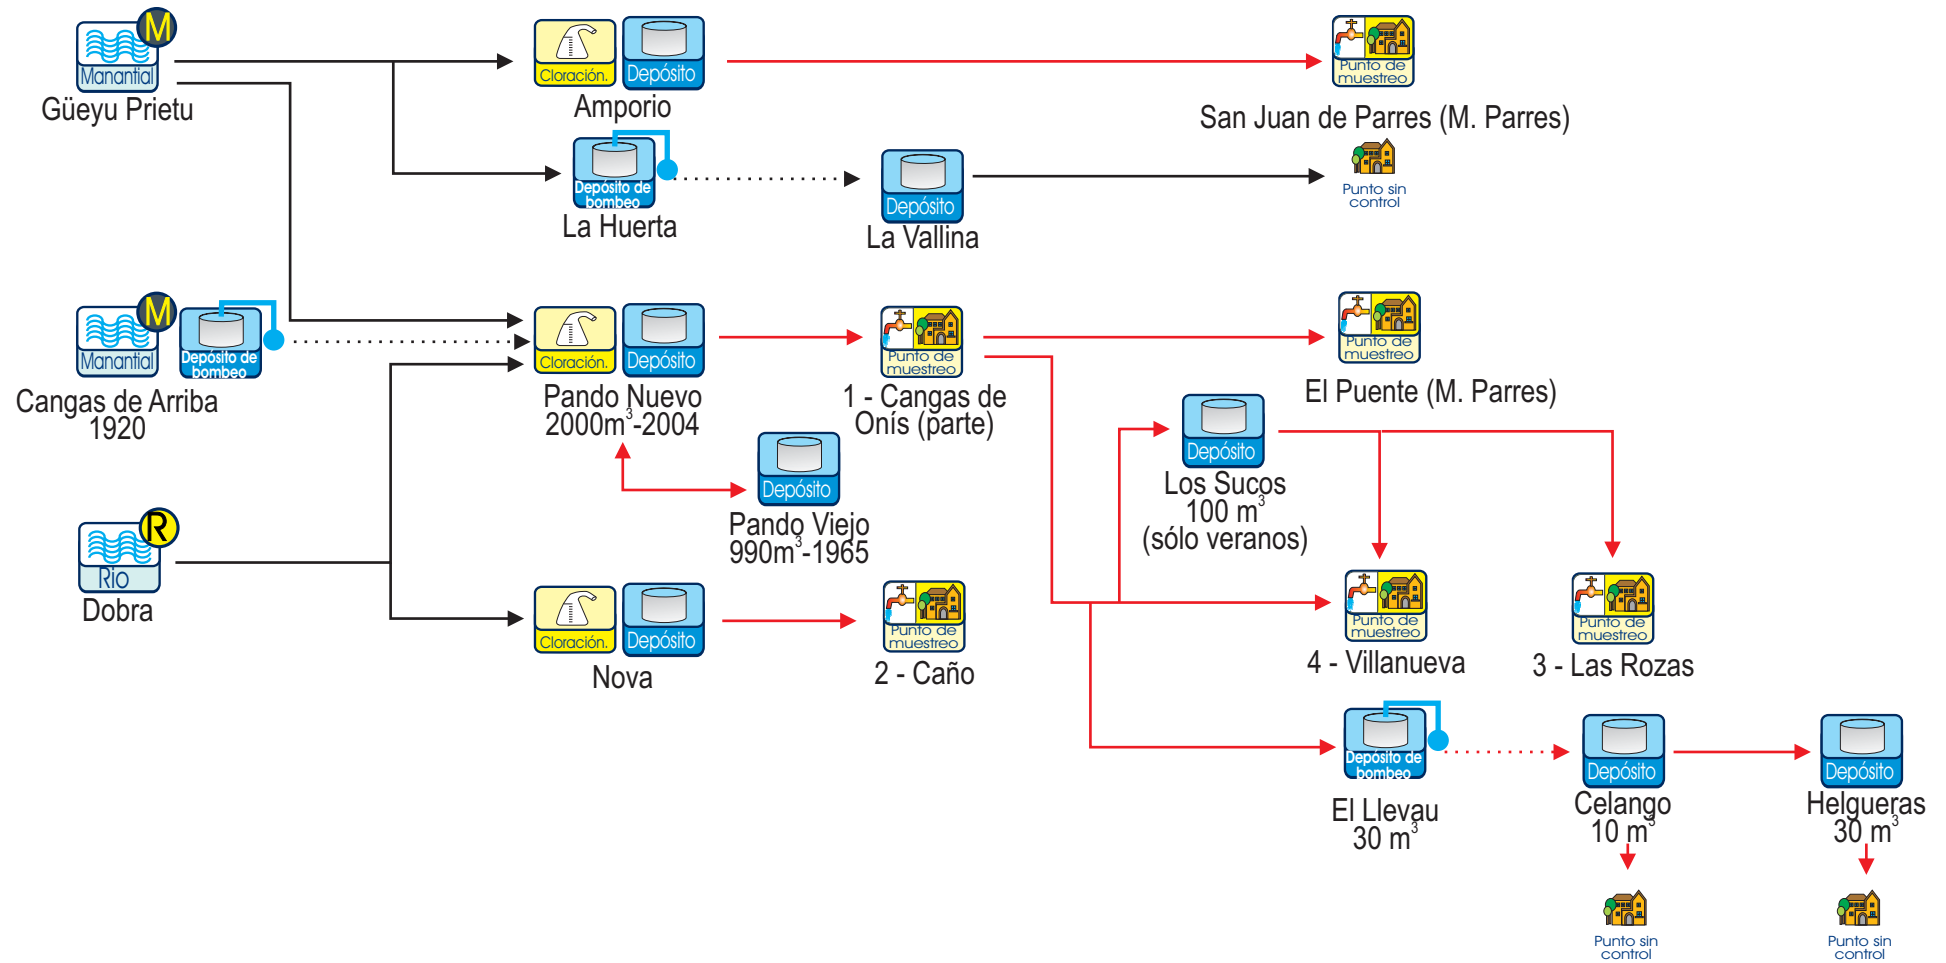 M
Manantial
Güeyu Prietu
Cloración.
Depósito
Amporio
Punto de
muestreo
San Juan de Parres (M. Parres)
Depósito de
bombeo
La Huerta
Depósito
La Vallina
Punto sin
control
M
Manantial
Depósito de
bombeo
Cangas de Arriba
1920
Cloración.
Depósito
Pando Nuevo
2000m³-2004
Punto de
muestreo
1 - Cangas de
Onís (parte)
Punto de
muestreo
El Puente (M. Parres)
Depósito
Pando Viejo
990m³-1965
Depósito
Los Sucos
100 m³
(sólo veranos)
R
Rio
Dobra
Cloración.
Depósito
Nova
Punto de
muestreo
2 - Caño
Punto de
muestreo
4 - Villanueva
Punto de
muestreo
3 - Las Rozas
Depósito de
bombeo
El Llevau
30 m³
Depósito
Celango
10 m³
Depósito
Helgueras
30 m³
Punto sin
control
Punto sin
control